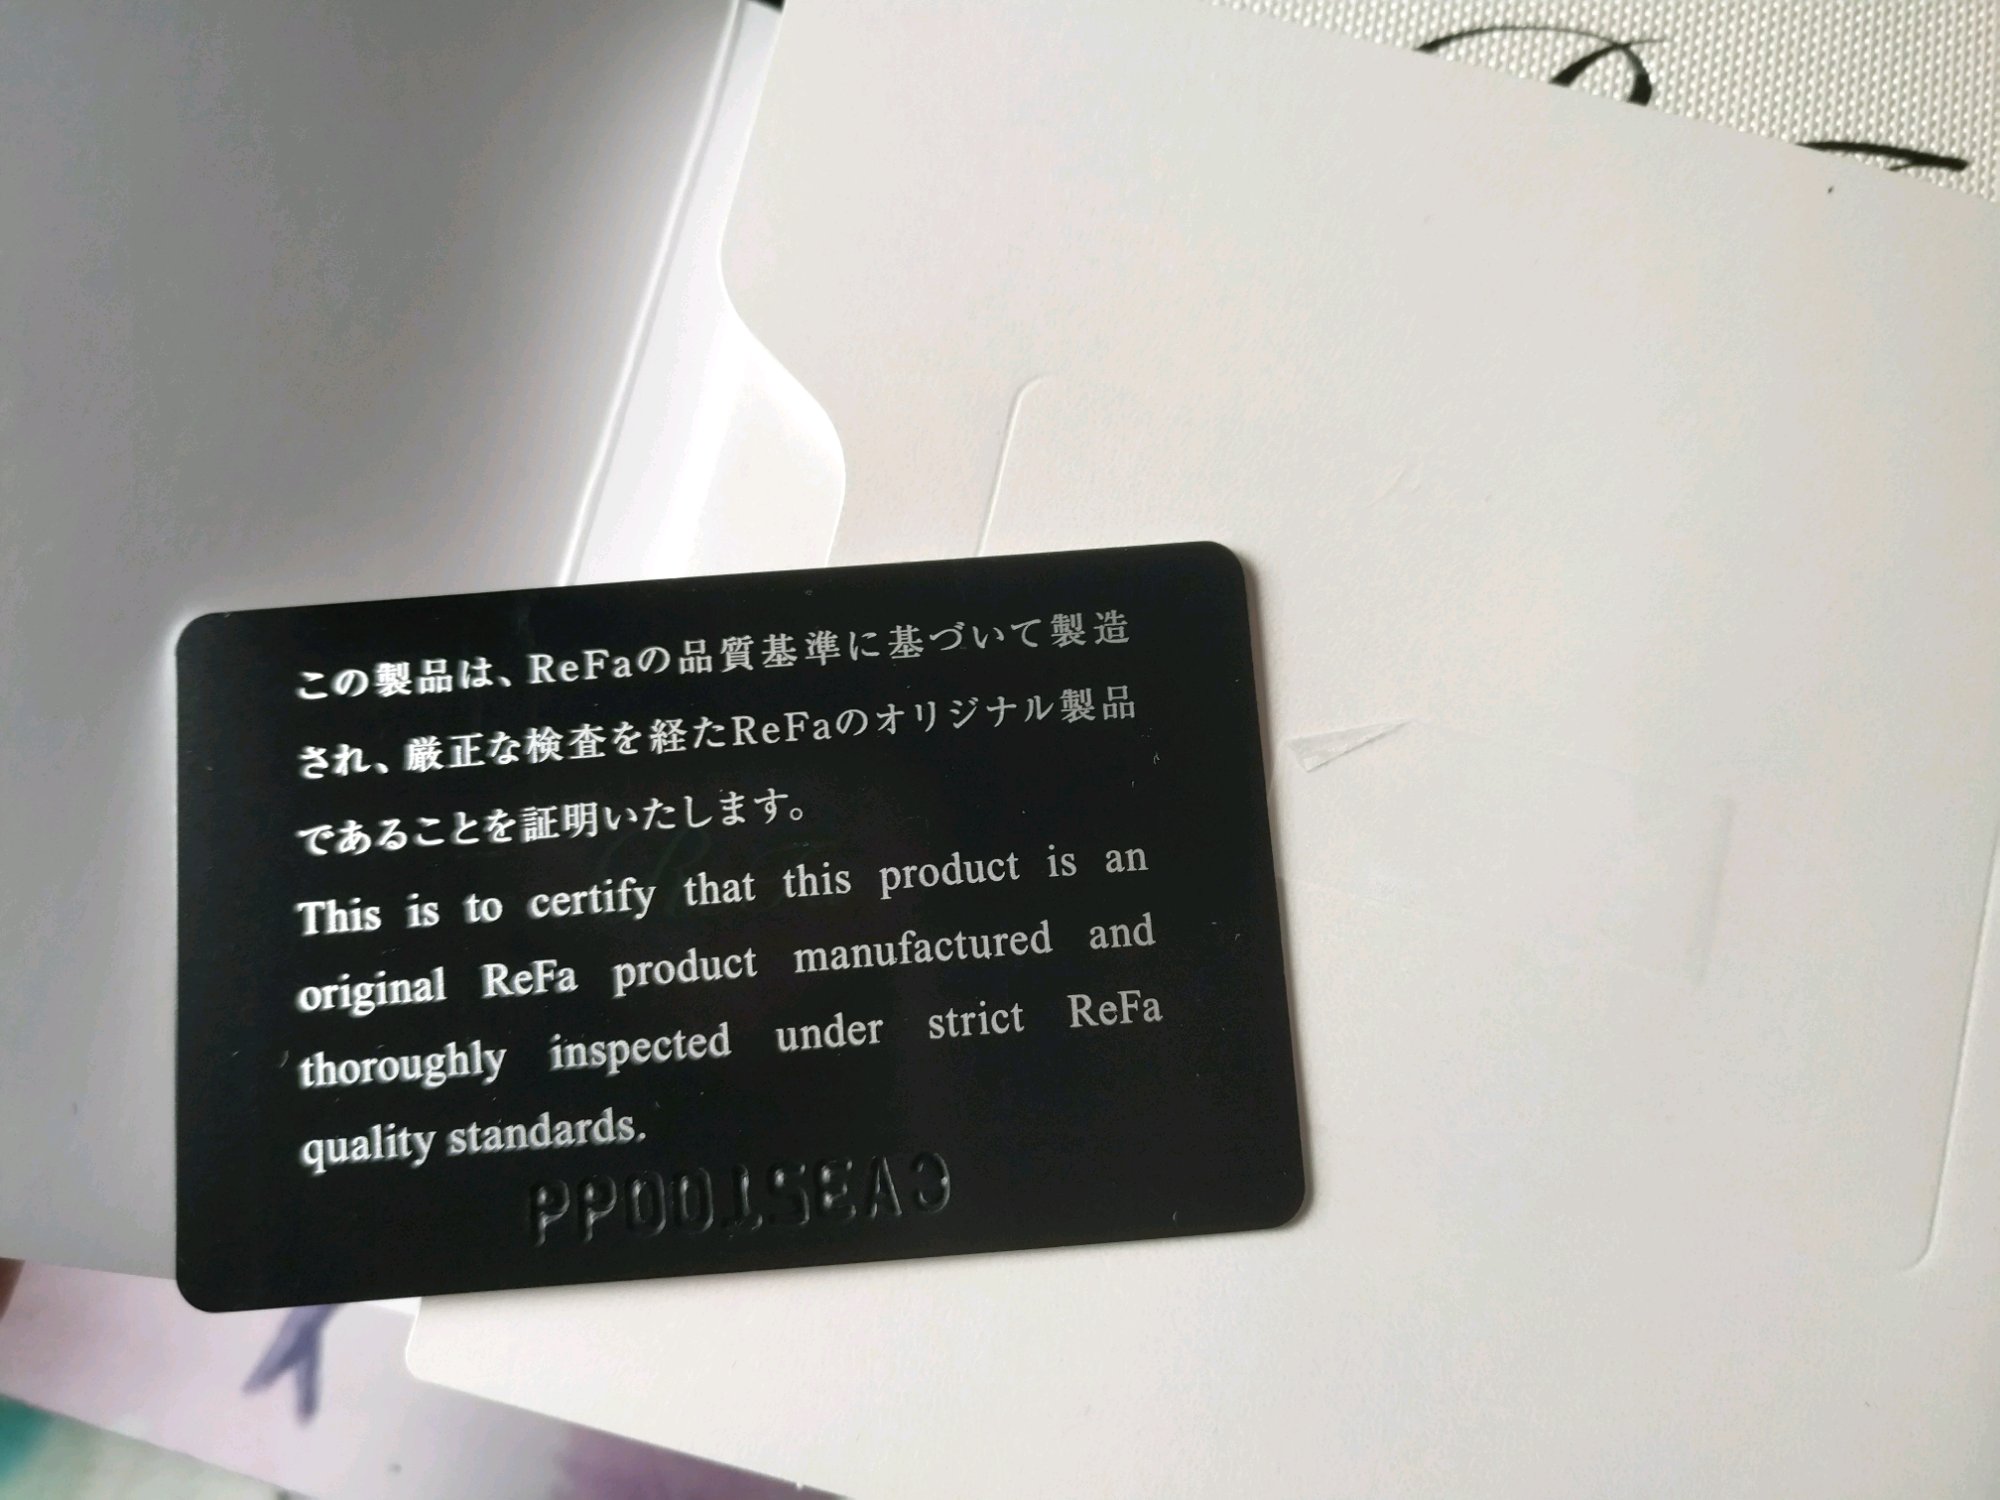 この製品は、ReFaの品質基準に基づいて製造
され、厳正な検査を経たReFaのオリジナル製品
であることを証明いたします。
This is to certify that this product is an
original ReFa product manufactured and
thoroughly inspected under strict ReFa
quality standards.